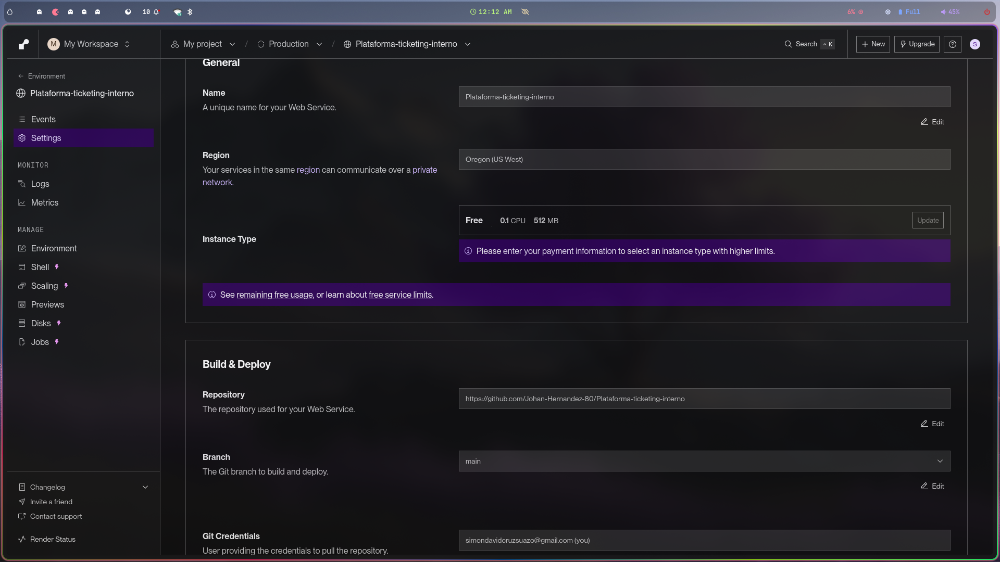 10
12:12 AM
6%
Full
45%
M My Workspace
My project / Production / Plataforma-ticketing-interno
Search ^ K
+ New
Upgrade
S
Environment
Plataforma-ticketing-interno
Events
Settings
MONITOR
Logs
Metrics
MANAGE
Environment
Shell
Scaling
Previews
Disks
Jobs
Changelog
Invite a friend
Contact support
Render Status
General
Name
A unique name for your Web Service.
Plataforma-ticketing-interno
Edit
Region
Your services in the same region can communicate over a private
network.
Oregon (US West)
Instance Type
Free 0.1 CPU 512 MB
Update
Please enter your payment information to select an instance type with higher limits.
See remaining free usage, or learn about free service limits.
Build & Deploy
Repository
The repository used for your Web Service.
https://github.com/Johan-Hernandez-80/Plataforma-ticketing-interno
Edit
Branch
The Git branch to build and deploy.
main
Edit
Git Credentials
User providing the credentials to pull the repository.
simondavidcruzsuazo@gmail.com (you)